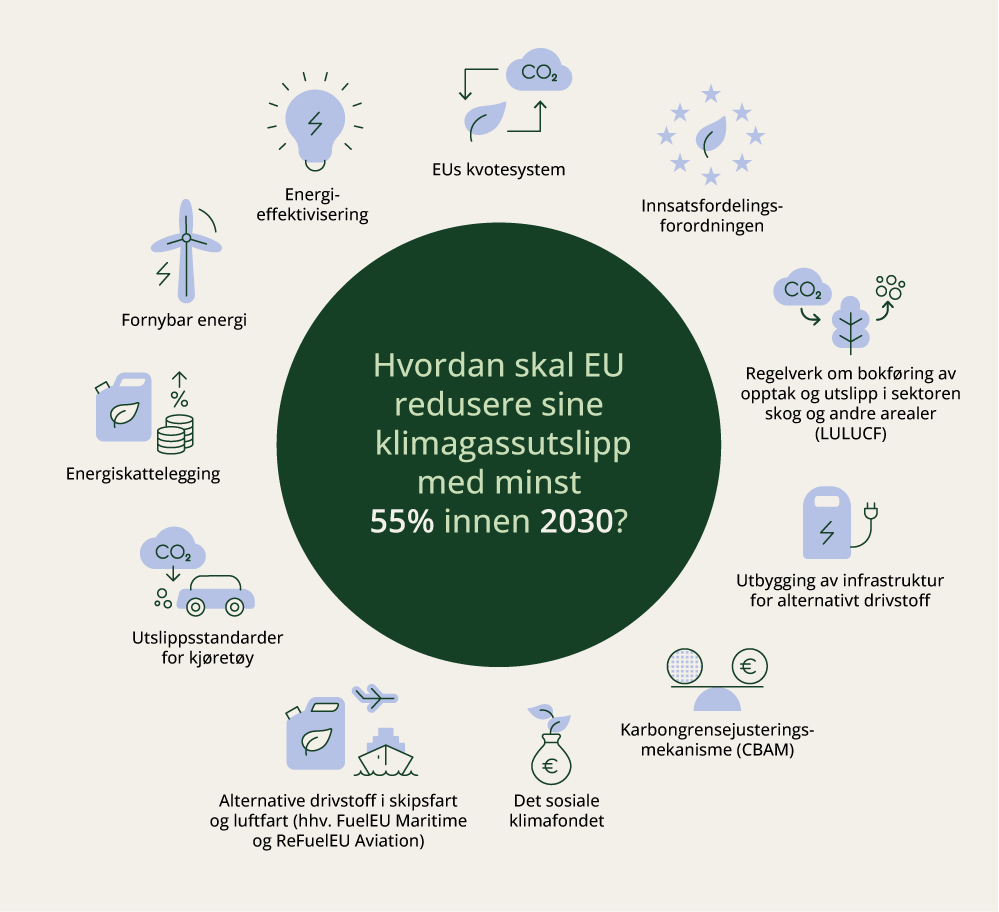 CO₂
EUs kvotesystem
Energi-
effektivisering
Innsatsfordelings-
forordningen
Fornybar energi
CO₂
Regelverk om bokføring av
opptak og utslipp i sektoren
skog og andre arealer
(LULUCF)
Hvordan skal EU
redusere sine
klimagassutslipp
med minst
55% innen 2030?
%
Energiskattelegging
Utbygging av infrastruktur
for alternativt drivstoff
CO₂
Utslippsstandarder
for kjøretøy
€
Karbongrensejusterings-
mekanisme (CBAM)
Alternative drivstoff i skipsfart
og luftfart (hhv. FuelEU Maritime
og ReFuelEU Aviation)
€
Det sosiale
klimafondet